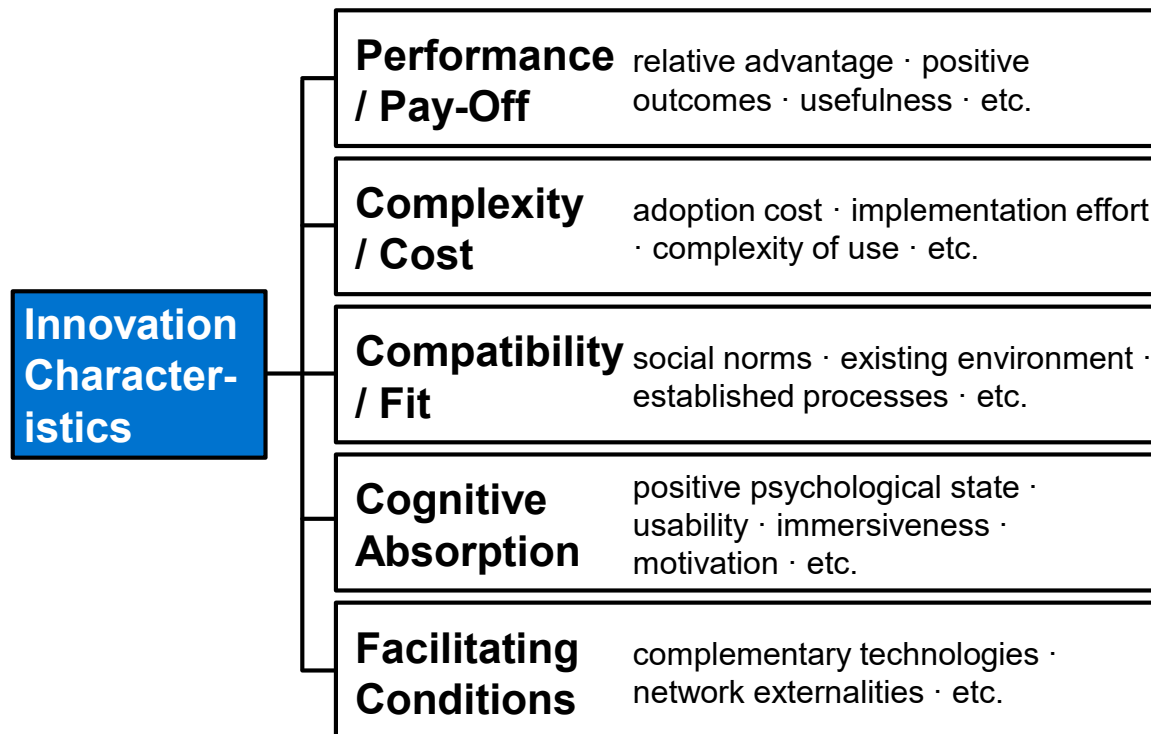 Innovation
Character-
istics
Performance
/ Pay-Off
relative advantage · positive
outcomes · usefulness · etc.
Complexity
/ Cost
adoption cost · implementation effort
· complexity of use · etc.
Compatibility
/ Fit
social norms · existing environment ·
established processes · etc.
Cognitive
Absorption
positive psychological state ·
usability · immersiveness ·
motivation · etc.
Facilitating
Conditions
complementary technologies ·
network externalities · etc.